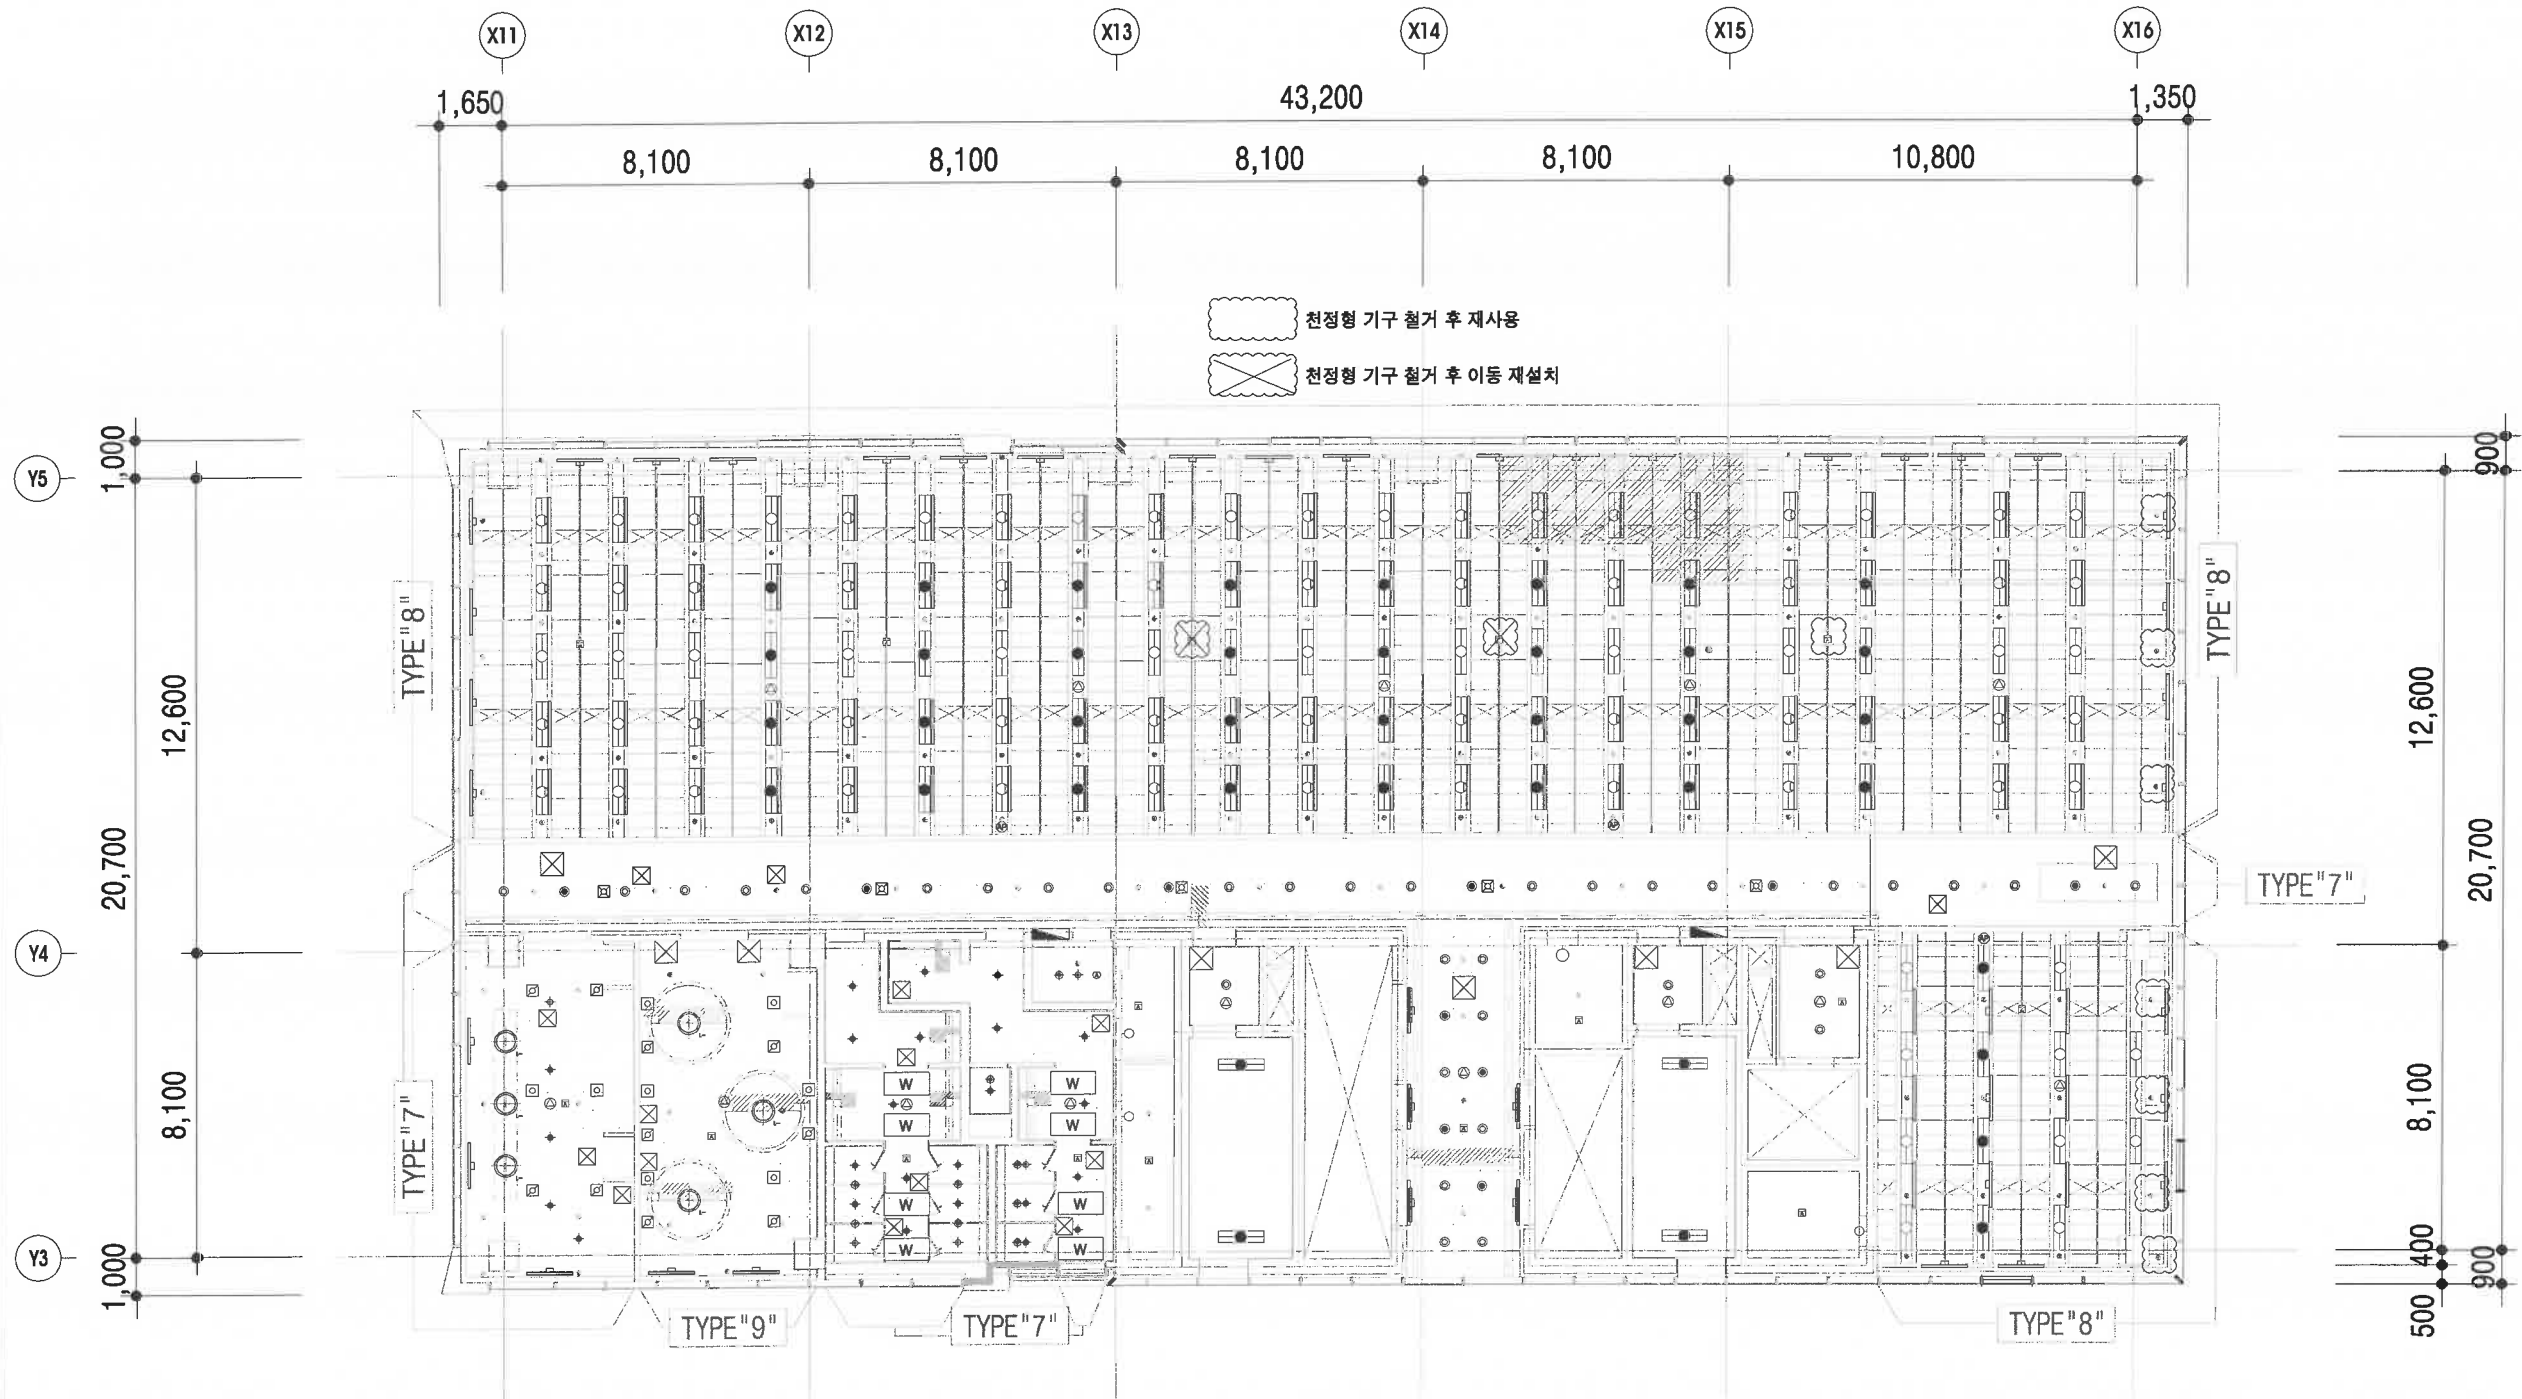 X11 X12 X13 X14 X15 X16
1,650 43,200 1,350
8,100 8,100 8,100 8,100 10,800
천정형 기구 철거 후 재사용
천정형 기구 철거 후 이동 재설치
1,000
Y5
900
TYPE"8"
TYPE"8"
12,600
12,600
20,700
20,700
TYPE"7"
Y4
8,100
8,100
TYPE"7"
W W
W W
W W
W W
Y3
1,000
400
900
500
TYPE"9" TYPE"7" TYPE"8"